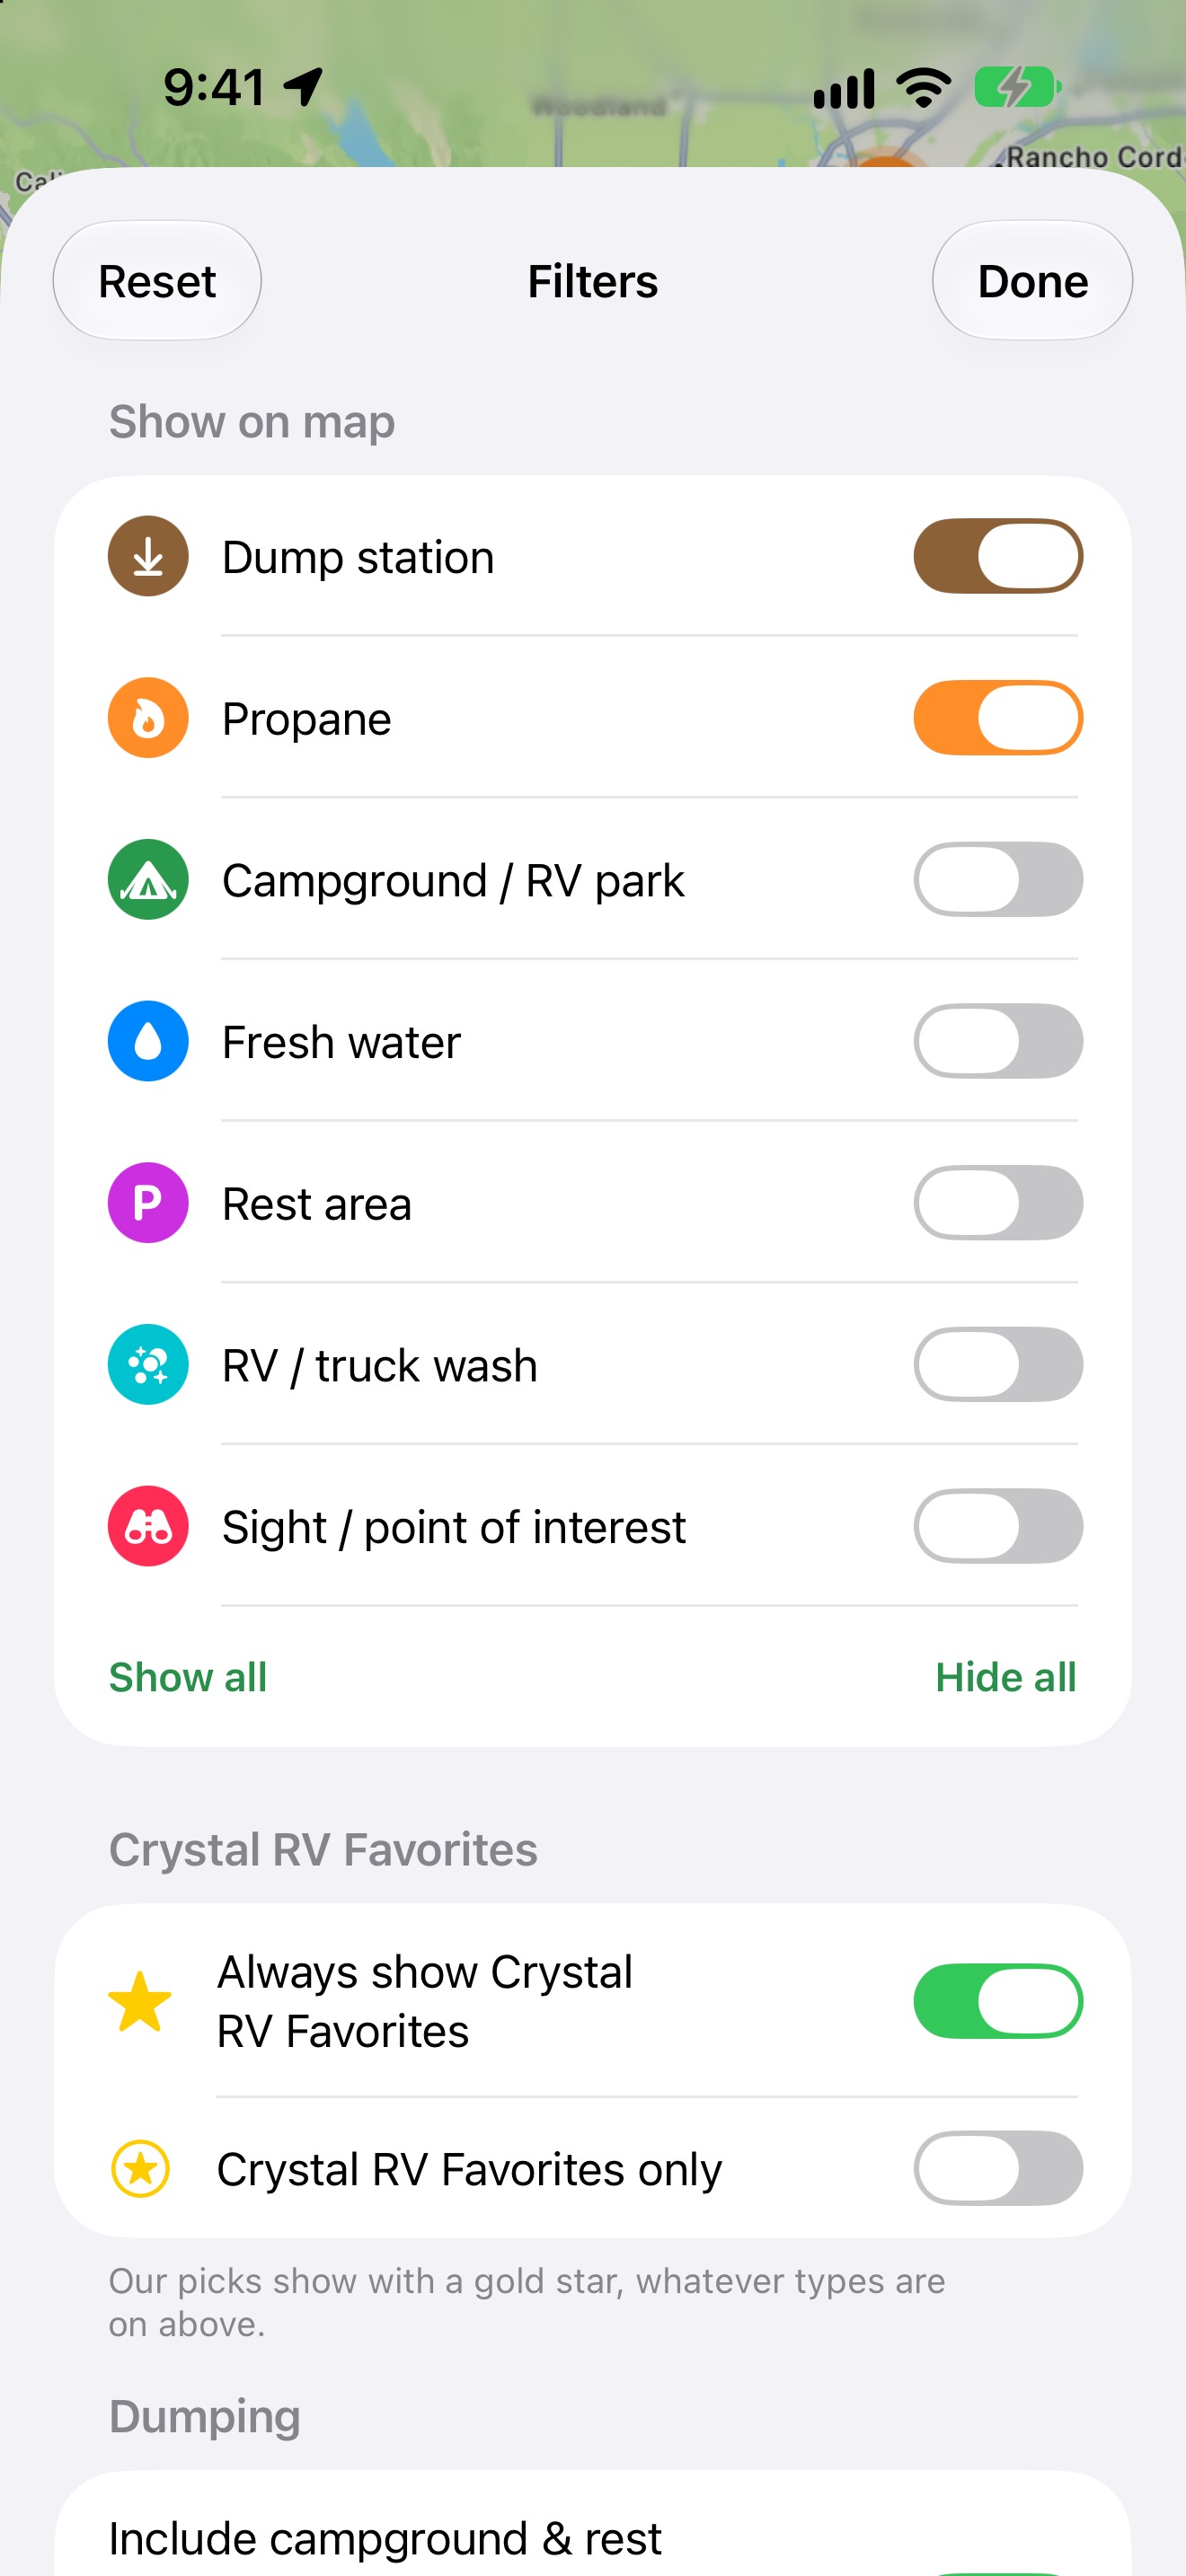 9:41
Woodland
Rancho Cord
Cali
Reset
Filters
Done
Show on map
Dump station
Propane
Campground / RV park
Fresh water
P
Rest area
RV / truck wash
Sight / point of interest
Show all
Hide all
Crystal RV Favorites
Always show Crystal
RV Favorites
Crystal RV Favorites only
Our picks show with a gold star, whatever types are
on above.
Dumping
Include campground & rest